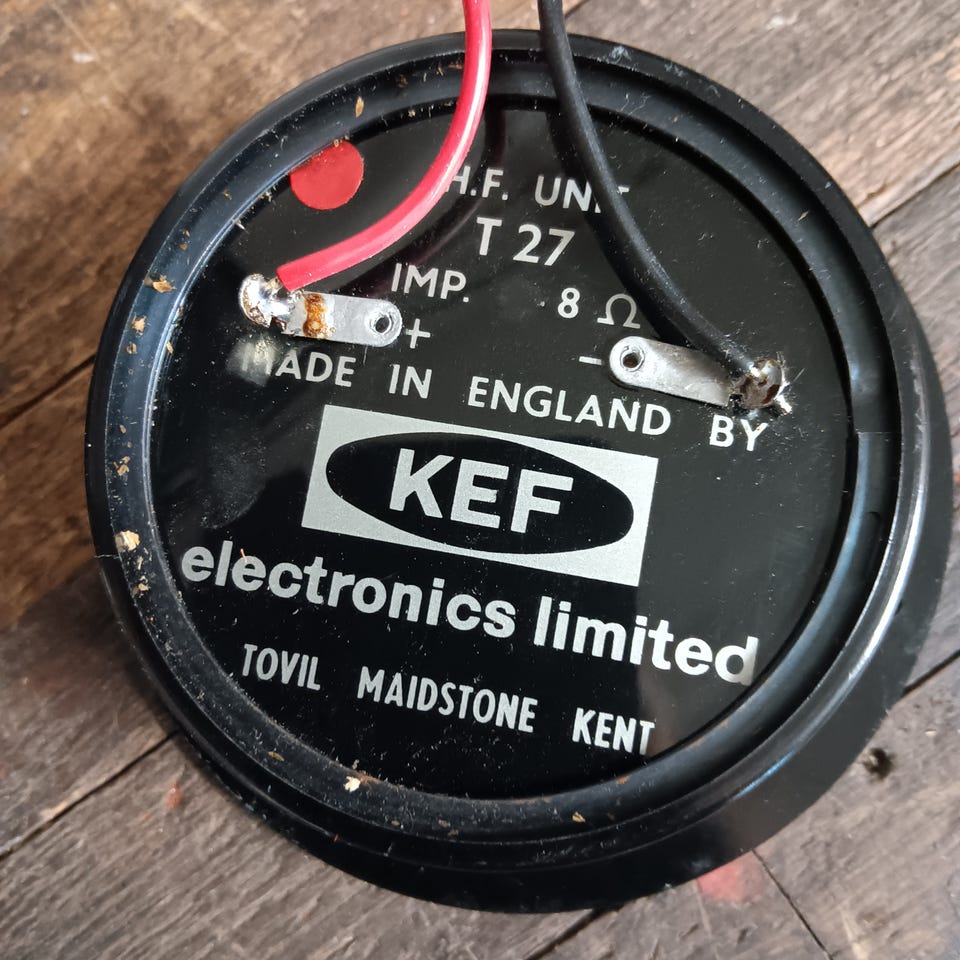 H.F. UNIT
T 27
IMP. 8 Ω
+ −
MADE IN ENGLAND BY
KEF
electronics limited
TOVIL MAIDSTONE KENT